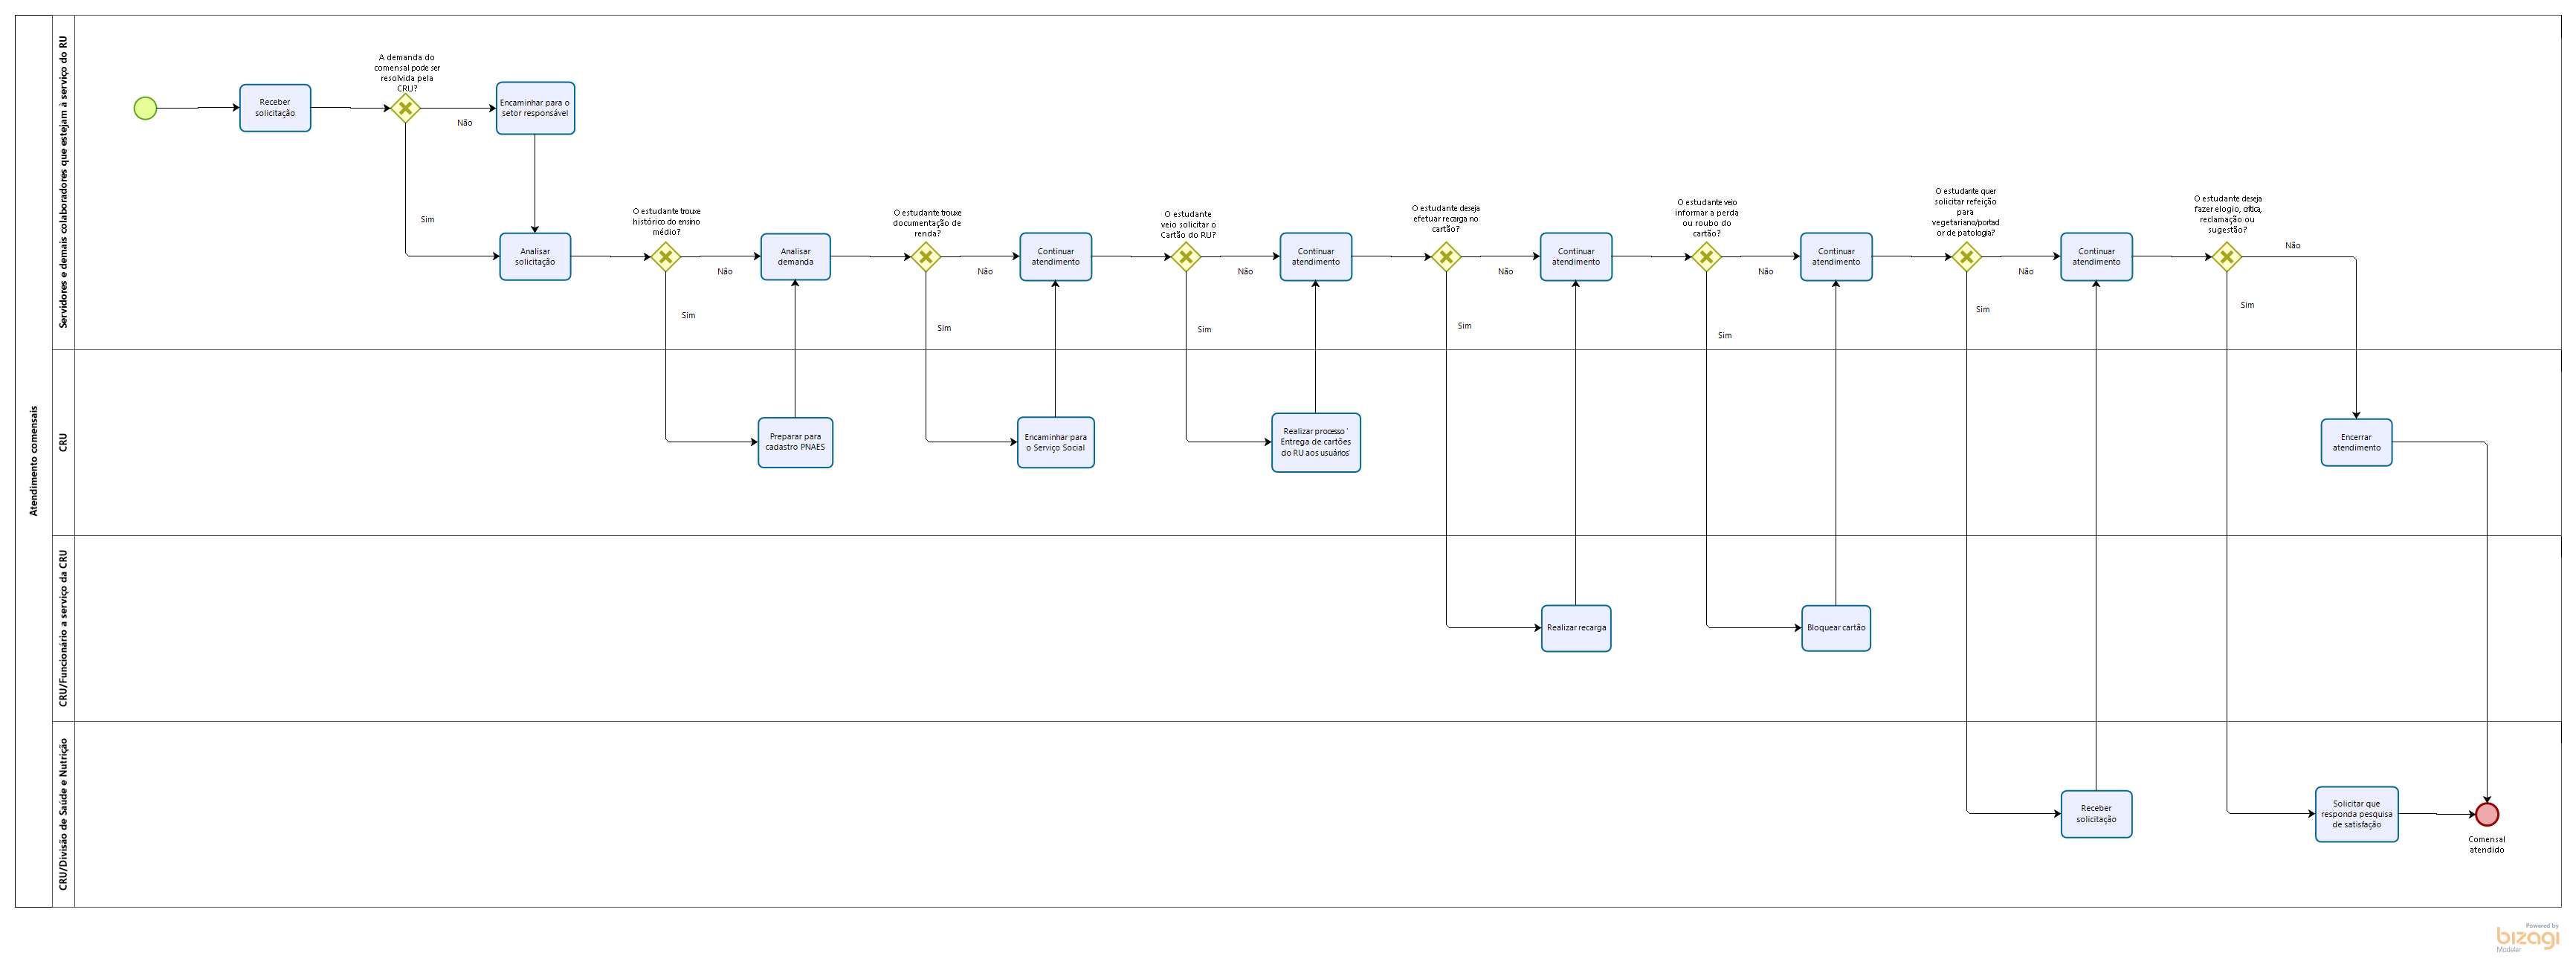 Atendimento comensais
Servidores e demais colaboradores que estejam à serviço do RU
A demanda do
comensal pode ser
resolvida pela
CRU?
Receber
solicitação
Não
Encaminhar para o
setor responsável
Sim
Analisar
solicitação
O estudante trouxe
histórico do ensino
médio?
Não
Sim
Analisar
demanda
O estudante trouxe
documentação de
renda?
Não
Sim
Continuar
atendimento
O estudante
veio solicitar o
Cartão do RU?
Não
Sim
Continuar
atendimento
O estudante deseja
efetuar recarga no
cartão?
Não
Sim
Continuar
atendimento
O estudante veio
informar a perda
ou roubo do
cartão?
Não
Sim
Continuar
atendimento
O estudante quer
solicitar refeição
para
vegetariano/portad
or de patologia?
Não
Sim
Continuar
atendimento
O estudante deseja
fazer elogio, crítica,
reclamação ou
sugestão?
Não
Sim
CRU
Preparar para
cadastro PNAES
Encaminhar para
o Serviço Social
Realizar processo '
Entrega de cartões
do RU aos usuários'
Encerrar
atendimento
CRU/Funcionário a serviço da CRU
Realizar recarga
Bloquear cartão
CRU/Divisão de Saúde e Nutrição
Receber
solicitação
Solicitar que
responda pesquisa
de satisfação
Comensal
atendido
Powered by
bizagi
Modeler